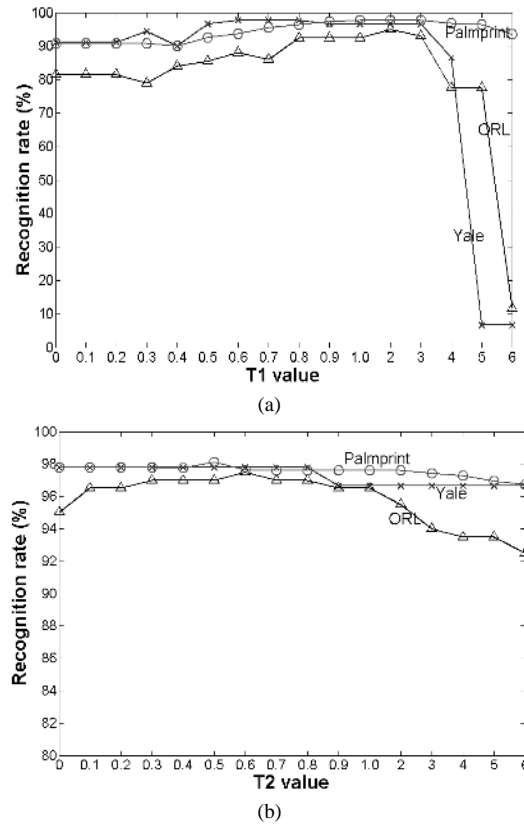 100
90
80
70
60
50
40
30
20
10
0
Recognition rate (%)
Palmprint
ORL
Yale
0 0.1 0.2 0.3 0.4 0.5 0.6 0.7 0.8 0.9 1.0 2 3 4 5 6
T1 value
(a)
100
98
96
94
92
90
88
86
84
82
80
Recognition rate (%)
Palmprint
Yale
ORL
0 0.1 0.2 0.3 0.4 0.5 0.6 0.7 0.8 0.9 1.0 2 3 4 5 6
T2 value
(b)